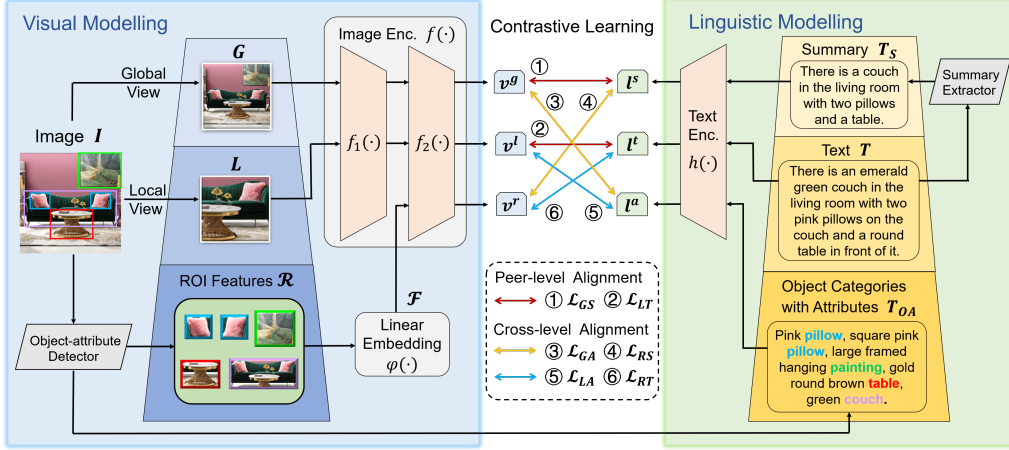 Visual Modelling
Contrastive Learning
Linguistic Modelling
G
Image Enc. f(·)
Summary T_S
Global
View
Image I
Local
View
L
ROI Features ℛ
Object-attribute
Detector
f₁(·)
f₂(·)
ℱ
Linear
Embedding
φ(·)
v^g
v^l
v^r
①
③ ④
②
⑥ ⑤
l^s
l^t
l^a
Peer-level Alignment
① ℒ_GS ② ℒ_LT
Cross-level Alignment
③ ℒ_GA ④ ℒ_RS
⑤ ℒ_LA ⑥ ℒ_RT
Text
Enc.
h(·)
There is a couch
in the living room
with two pillows
and a table.
Summary
Extractor
Text T
There is an emerald
green couch in the
living room with two
pink pillows on the
couch and a round
table in front of it.
Object Categories
with Attributes T_OA
Pink pillow, square pink
pillow, large framed
hanging painting, gold
round brown table,
green couch.